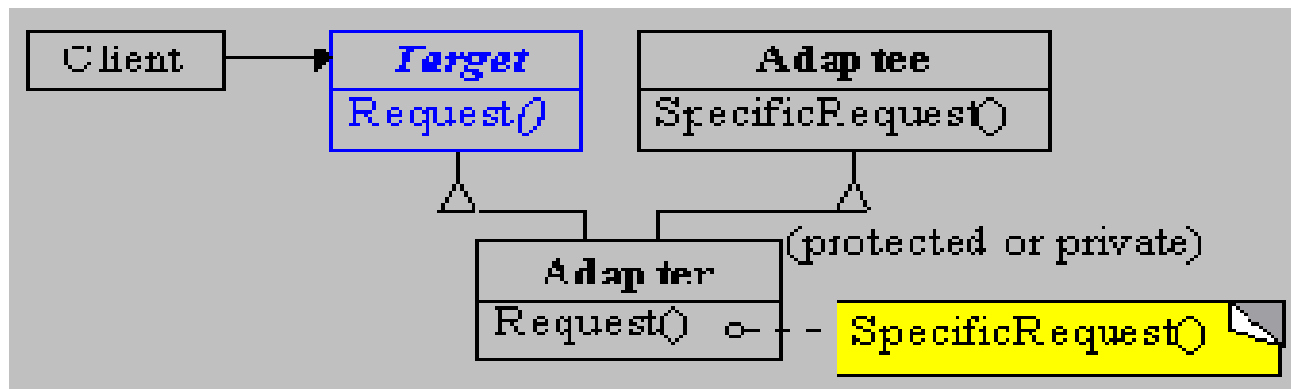 Client
Target
Adaptee
Request()
SpecificRequest()
(protected or private)
Adapter
Request()
SpecificRequest()